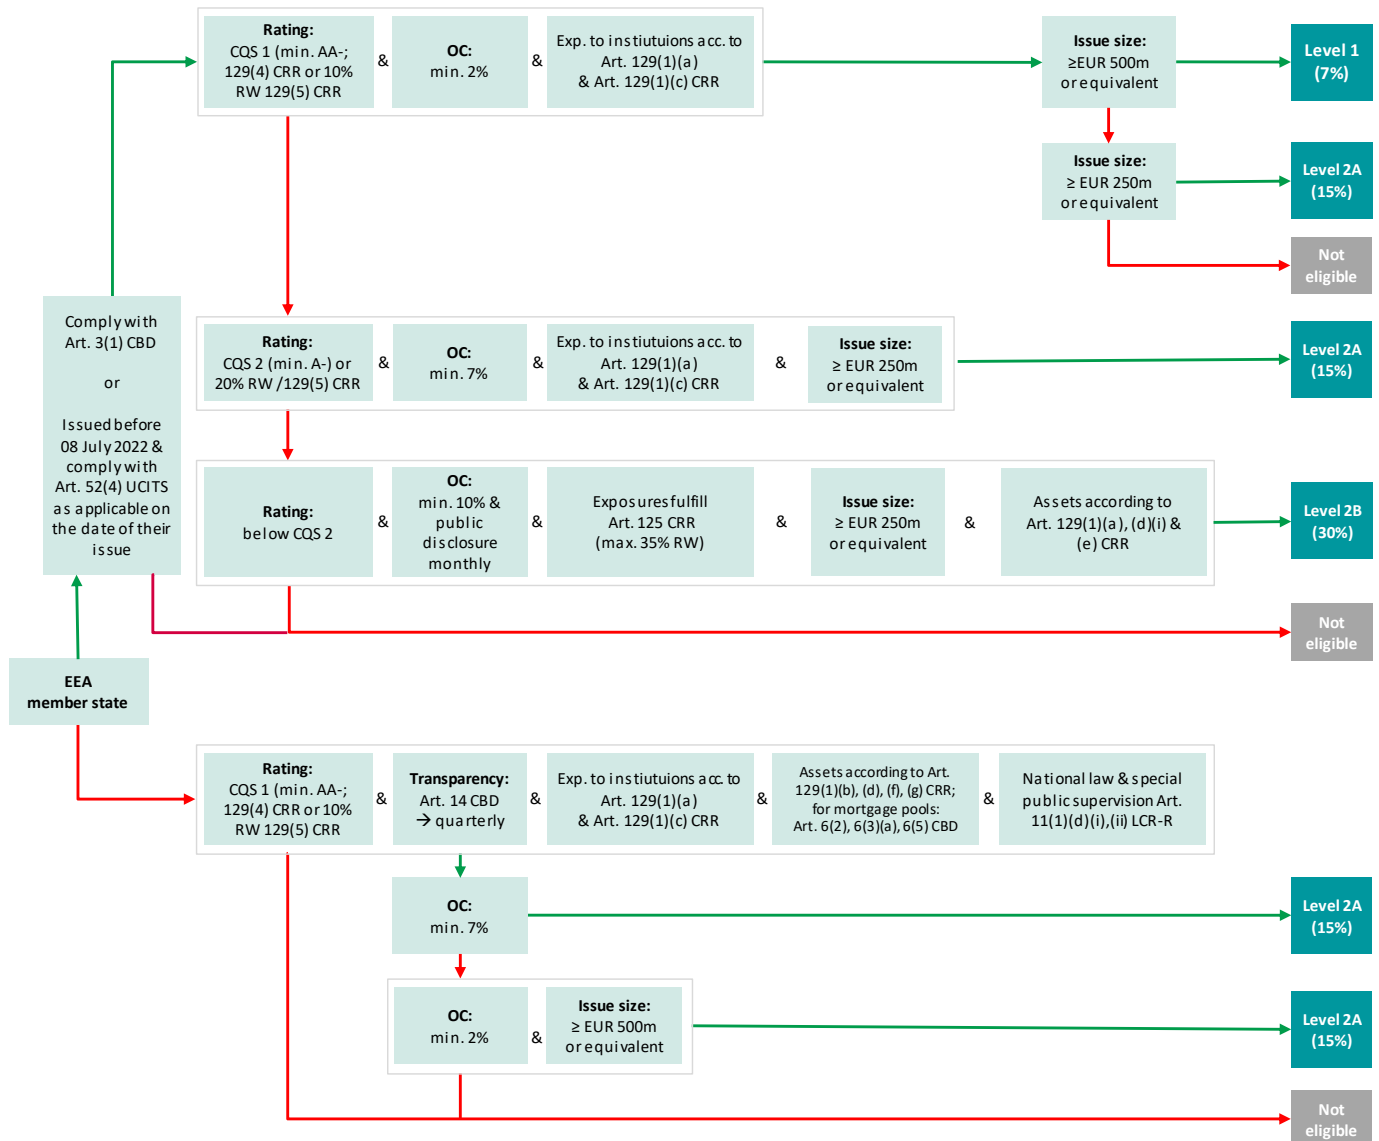 Rating:
CQS 1 (min. AA-;
129(4) CRR or 10%
RW 129(5) CRR
&
OC:
min. 2%
&
Exp. to instiutuions acc. to
Art. 129(1)(a)
& Art. 129(1)(c) CRR
Issue size:
≥EUR 500m
or equivalent
Level 1
(7%)
Issue size:
≥ EUR 250m
or equivalent
Level 2A
(15%)
Not
eligible
Comply with
Art. 3(1) CBD
or
Issued before
08 July 2022 &
comply with
Art. 52(4) UCITS
as applicable on
the date of their
issue
Rating:
CQS 2 (min. A-) or
20% RW /129(5) CRR
&
OC:
min. 7%
&
Exp. to instiutuions acc. to
Art. 129(1)(a)
& Art. 129(1)(c) CRR
&
Issue size:
≥ EUR 250m
or equivalent
Level 2A
(15%)
Rating:
below CQS 2
&
OC:
min. 10% &
public
disclosure
monthly
&
Exposures fulfill
Art. 125 CRR
(max. 35% RW)
&
Issue size:
≥ EUR 250m
or equivalent
&
Assets according to
Art. 129(1)(a), (d)(i) &
(e) CRR
Level 2B
(30%)
Not
eligible
EEA
member state
Rating:
CQS 1 (min. AA-;
129(4) CRR or 10%
RW 129(5) CRR
&
Transparency:
Art. 14 CBD
→ quarterly
&
Exp. to instiutuions acc. to
Art. 129(1)(a)
& Art. 129(1)(c) CRR
&
Assets according to Art.
129(1)(b), (d), (f), (g) CRR;
for mortgage pools:
Art. 6(2), 6(3)(a), 6(5) CBD
&
National law & special
public supervision Art.
11(1)(d)(i),(ii) LCR-R
OC:
min. 7%
Level 2A
(15%)
OC:
min. 2%
&
Issue size:
≥ EUR 500m
or equivalent
Level 2A
(15%)
Not
eligible